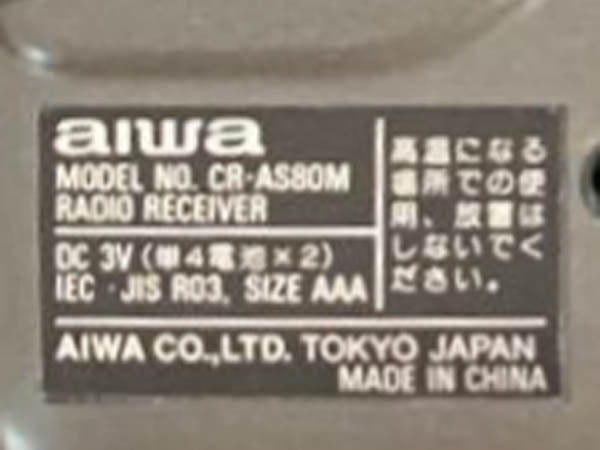 aiwa
MODEL NO. CR-AS80M
RADIO RECEIVER
DC 3V (単4電池×2)
IEC · JIS R03, SIZE AAA
高温になる
場所での使
用、放置は
しないでく
ださい。
AIWA CO.,LTD. TOKYO JAPAN
MADE IN CHINA